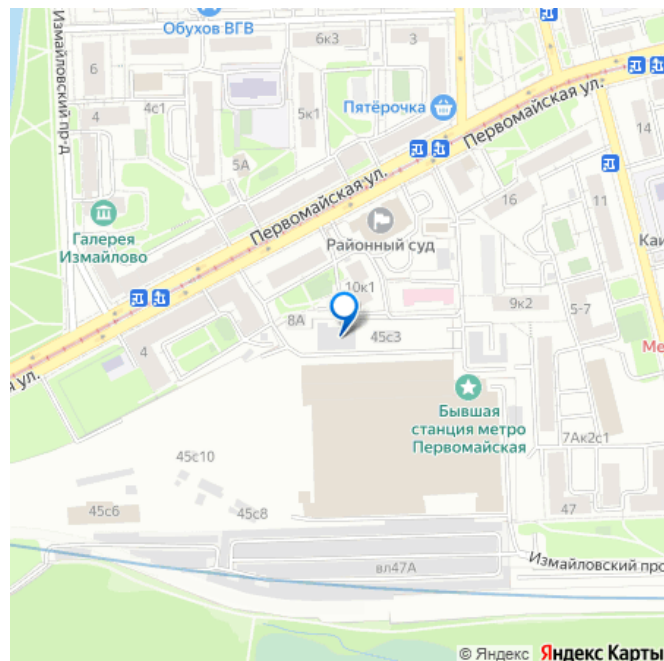 Обухов ВГВ
6к3
3
6
Измайловский пр-д
4
4с1
5к1
Пятёрочка
Первомайская ул.
14
5А
16
11
Галерея
Измайлово
Первомайская ул.
Районный суд
Каи
10к1
9к2
5-7
8А
45с3
4
Ме
ая ул.
Бывшая
станция метро
Первомайская
7Ак2с1
45с10
45с6
45с8
47
Измайловский про
вл47А
© Яндекс Яндекс Карты